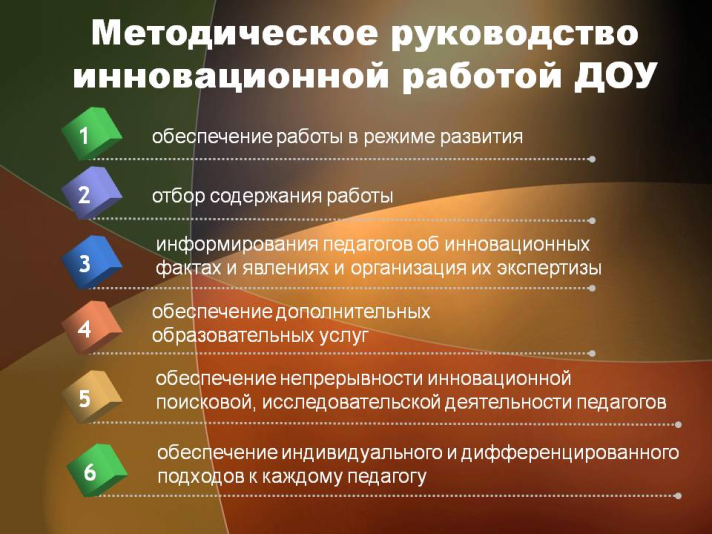 Методическое руководство
инновационной работой ДОУ
1
обеспечение работы в режиме развития
2
отбор содержания работы
3
информирования педагогов об инновационных
фактах и явлениях и организация их экспертизы
4
обеспечение дополнительных
образовательных услуг
5
обеспечение непрерывности инновационной
поисковой, исследовательской деятельности педагогов
6
обеспечение индивидуального и дифференцированного
подходов к каждому педагогу